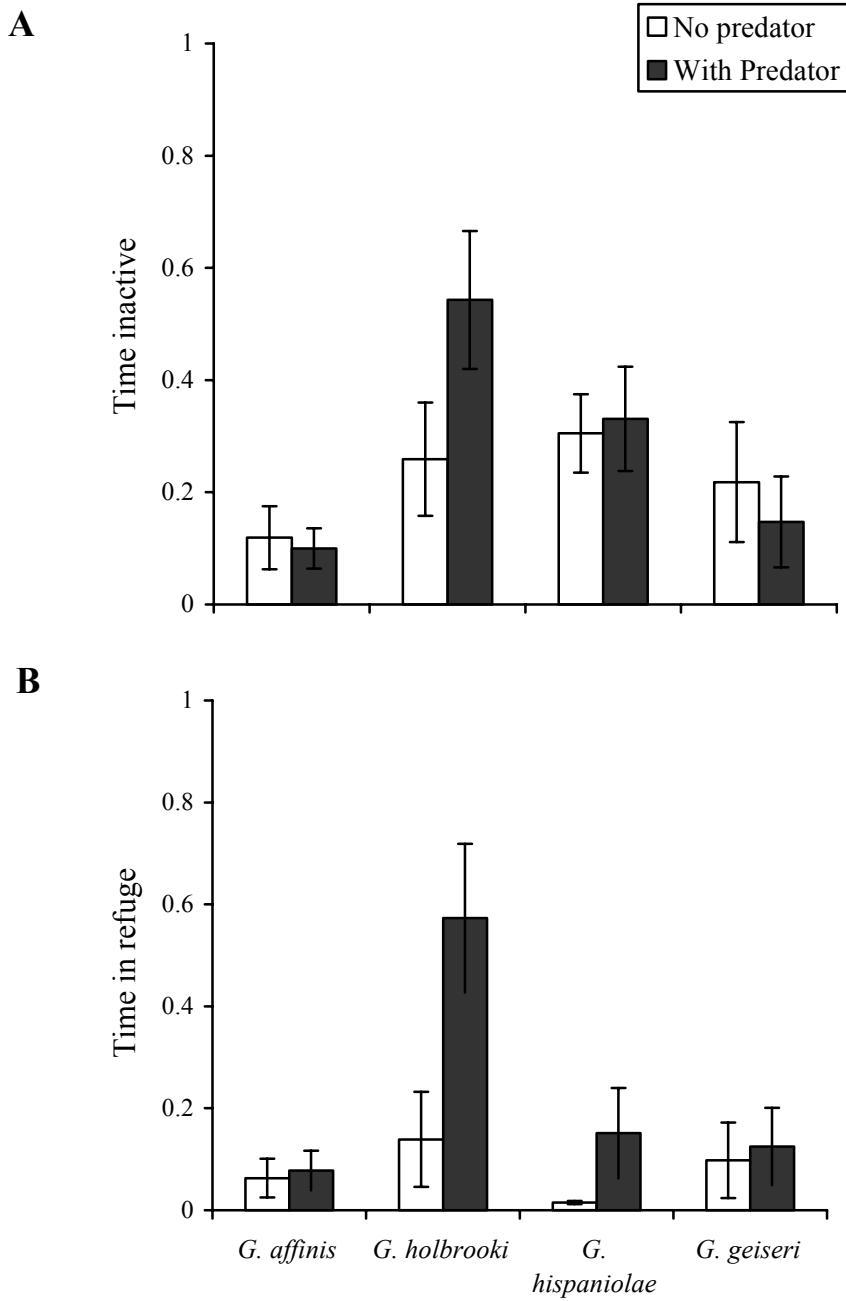 A
No predator
With Predator
1
0.8
0.6
0.4
0.2
0
Time inactive
B
1
0.8
0.6
0.4
0.2
0
Time in refuge
G. affinis
G. holbrooki
G.
hispaniolae
G. geiseri